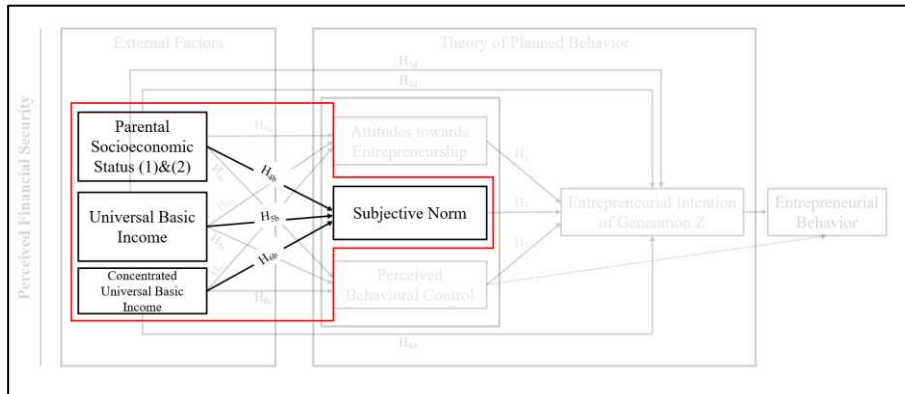 External Factors
Theory of Planned Behavior
H5d
H4d
Perceived Financial Security
Parental
Socioeconomic
Status (1)&(2)
Universal Basic
Income
Concentrated
Universal Basic
Income
H4a
H4b
H5b
H6b
H6c
Attitudes towards
Entrepreneurship
Subjective Norm
Perceived
Behavioral Control
H1
H2
H3
Entrepreneurial Intention
of Generation Z
Entrepreneurial
Behavior
H6d